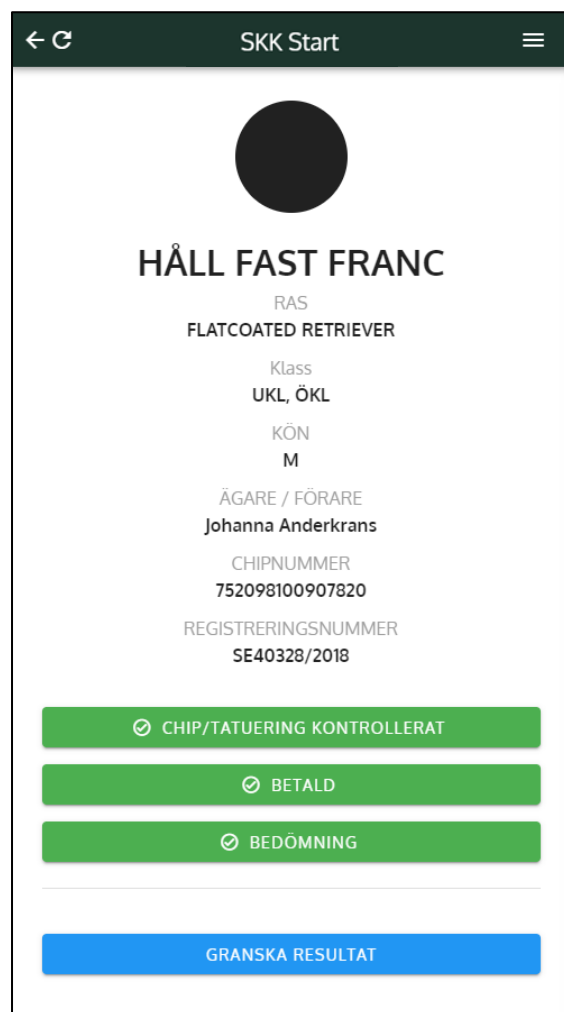 SKK Start
HÅLL FAST FRANC
RAS
FLATCOATED RETRIEVER
Klass
UKL, ÖKL
KÖN
M
ÄGARE / FÖRARE
Johanna Anderkrans
CHIPNUMMER
752098100907820
REGISTRERINGSNUMMER
SE40328/2018
CHIP/TATUERING KONTROLLERAT
BETALD
BEDÖMNING
GRANSKA RESULTAT